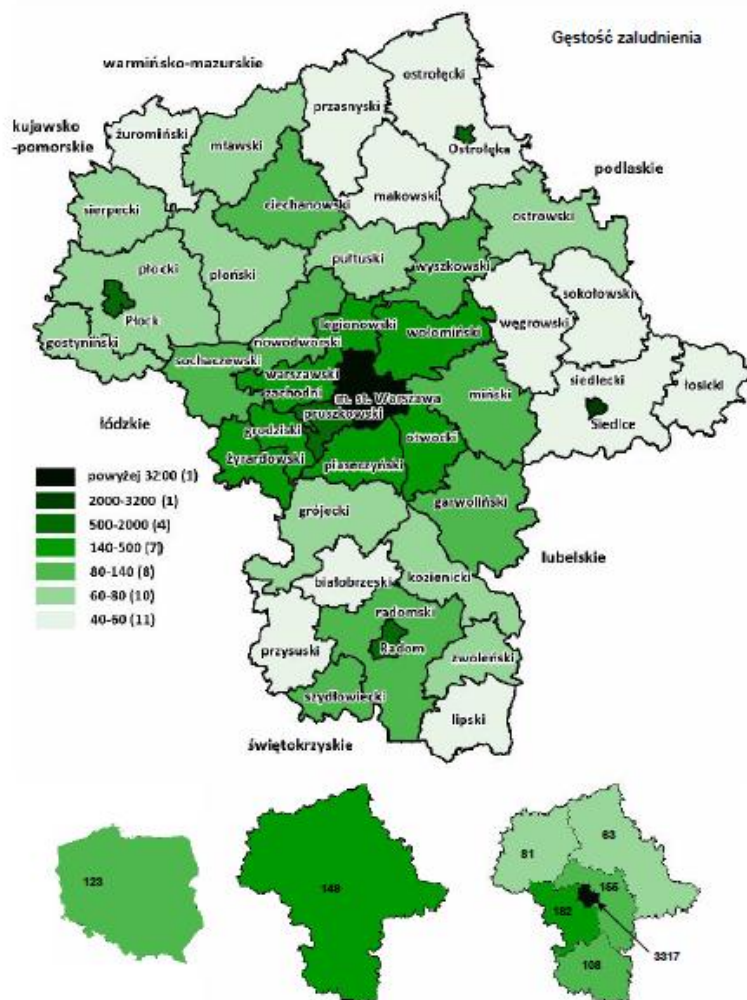 Gęstość zaludnienia
warmińsko-mazurskie
ostrołęcki
przasnyski
kujawsko
-pomorskie
żuromiński
mławski
Ostrołęka
podlaskie
makowski
ciechanowski
sierpecki
ostrowski
pułtuski
wyszkowski
płocki
płoński
sokołowski
węgrowski
Płock
legionowski
wołomiński
nowodworski
gostyniński
sochaczewski
warszawski
zachodni
siedlecki
łosicki
m. st. Warszawa
miński
pruszkowski
Siedlce
łódzkie
grodziski
otwocki
żyrardowski
piaseczyński
powyżej 3200 (1)
2000-3200 (1)
500-2000 (4)
140-500 (7)
80-140 (8)
60-80 (10)
40-60 (11)
garwoliński
grójecki
lubelskie
białobrzeski
kozienicki
radomski
przysuski
Radom
zwoleński
szydłowiecki
lipski
świętokrzyskie
123
148
81
63
182
108
3317